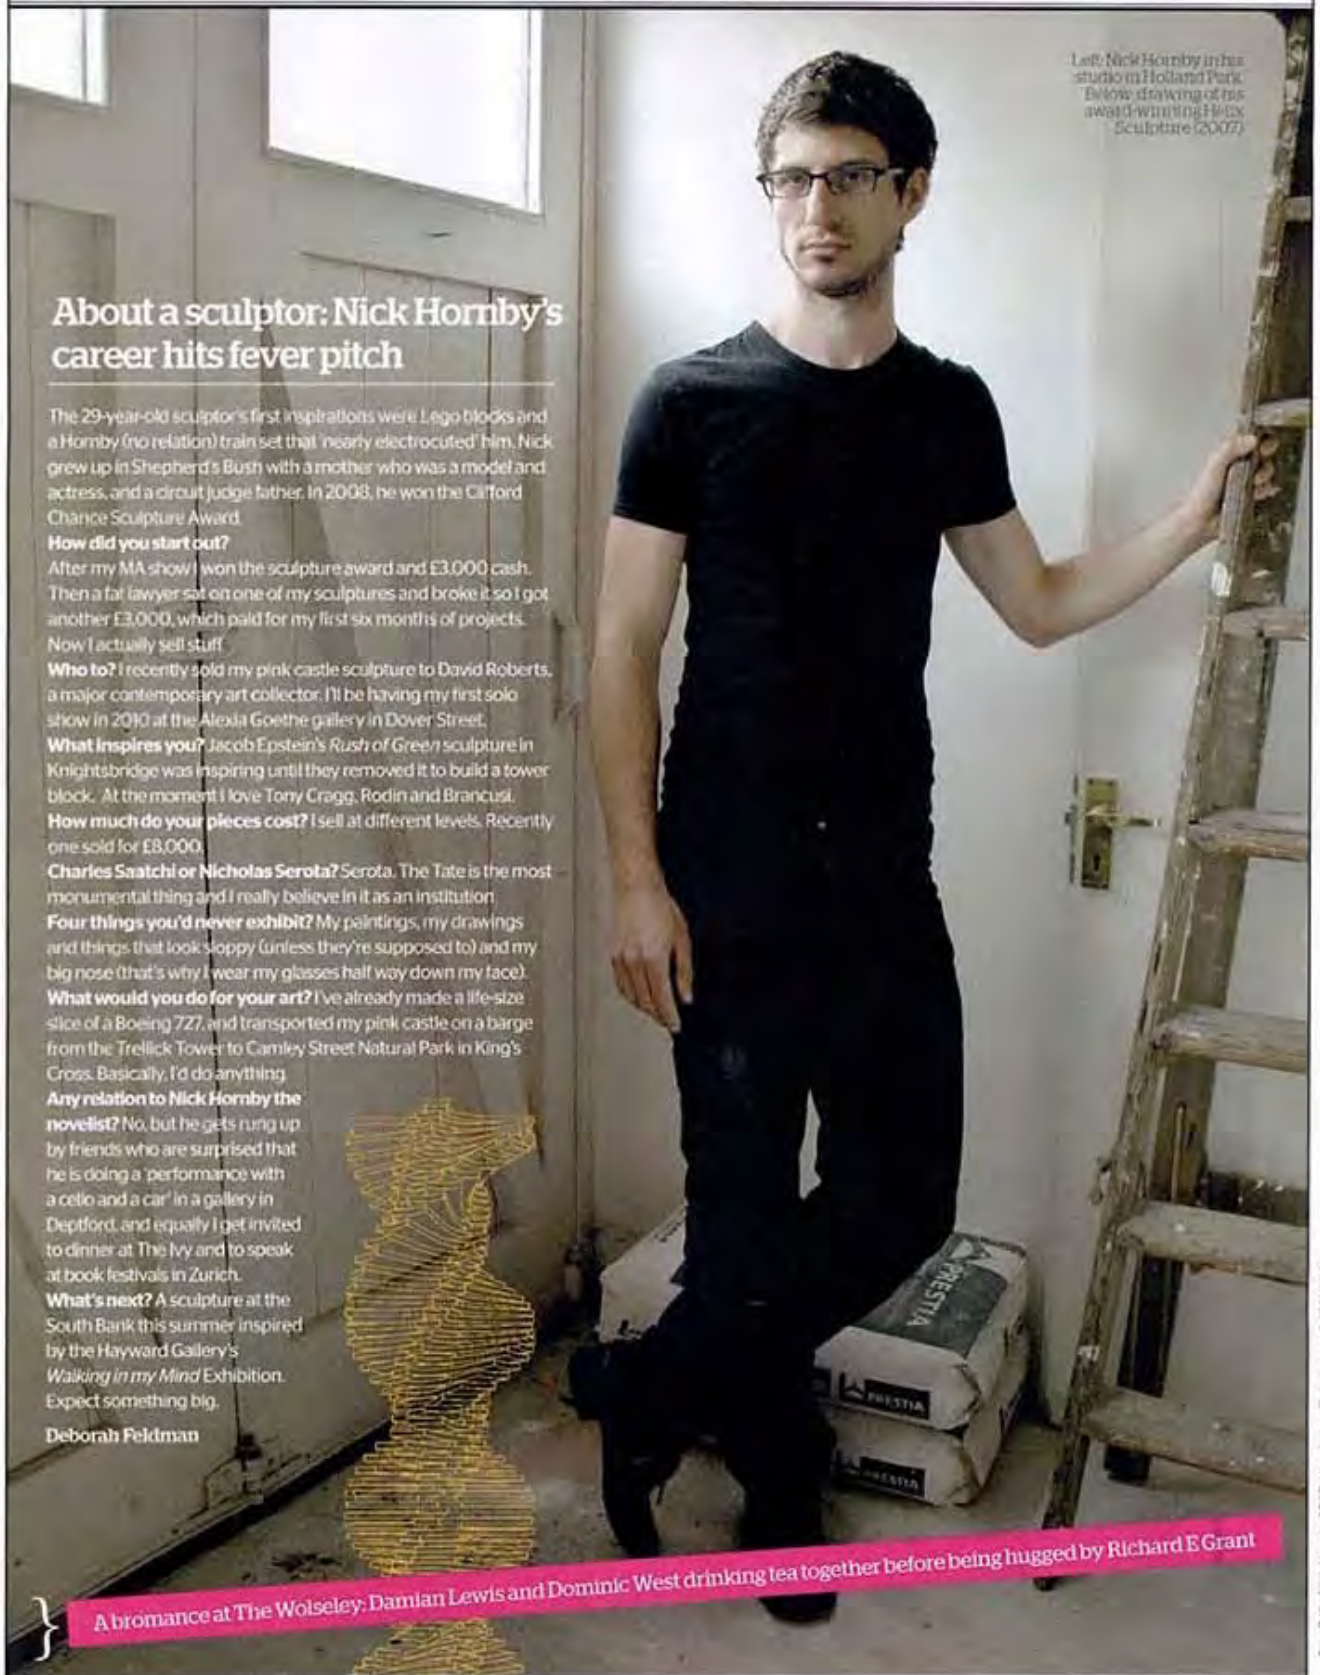 Left: Nick Hornby in his
studio in Holland Park.
Below: drawing of his
award-winning Helix
Sculpture (2007)
About a sculptor: Nick Hornby's
career hits fever pitch
The 29-year-old sculptor's first inspirations were Lego blocks and
a Hornby (no relation) train set that 'nearly electrocuted' him. Nick
grew up in Shepherd's Bush with a mother who was a model and
actress, and a circuit judge father. In 2008, he won the Clifford
Chance Sculpture Award.
How did you start out?
After my MA show I won the sculpture award and £3,000 cash.
Then a fat lawyer sat on one of my sculptures and broke it so I got
another £3,000, which paid for my first six months of projects.
Now I actually sell stuff.
Who to? I recently sold my pink castle sculpture to David Roberts,
a major contemporary art collector. I'll be having my first solo
show in 2010 at the Alexia Goethe gallery in Dover Street.
What inspires you? Jacob Epstein's Rush of Green sculpture in
Knightsbridge was inspiring until they removed it to build a tower
block. At the moment I love Tony Cragg, Rodin and Brancusi.
How much do your pieces cost? I sell at different levels. Recently
one sold for £8,000.
Charles Saatchi or Nicholas Serota? Serota. The Tate is the most
monumental thing and I really believe in it as an institution
Four things you'd never exhibit? My paintings, my drawings
and things that look sloppy (unless they're supposed to) and my
big nose (that's why I wear my glasses half way down my face).
What would you do for your art? I've already made a life-size
slice of a Boeing 727, and transported my pink castle on a barge
from the Trellick Tower to Camley Street Natural Park in King's
Cross. Basically, I'd do anything.
Any relation to Nick Hornby the
novelist? No, but he gets rung up
by friends who are surprised that
he is doing a 'performance with
a cello and a car' in a gallery in
Deptford, and equally I get invited
to dinner at The Ivy and to speak
at book festivals in Zurich.
What's next? A sculpture at the
South Bank this summer inspired
by the Hayward Gallery's
Walking in my Mind Exhibition.
Expect something big.
Deborah Feldman
PRESTIA
PRESTIA
PRESTIA
} A bromance at The Wolseley: Damian Lewis and Dominic West drinking tea together before being hugged by Richard E Grant